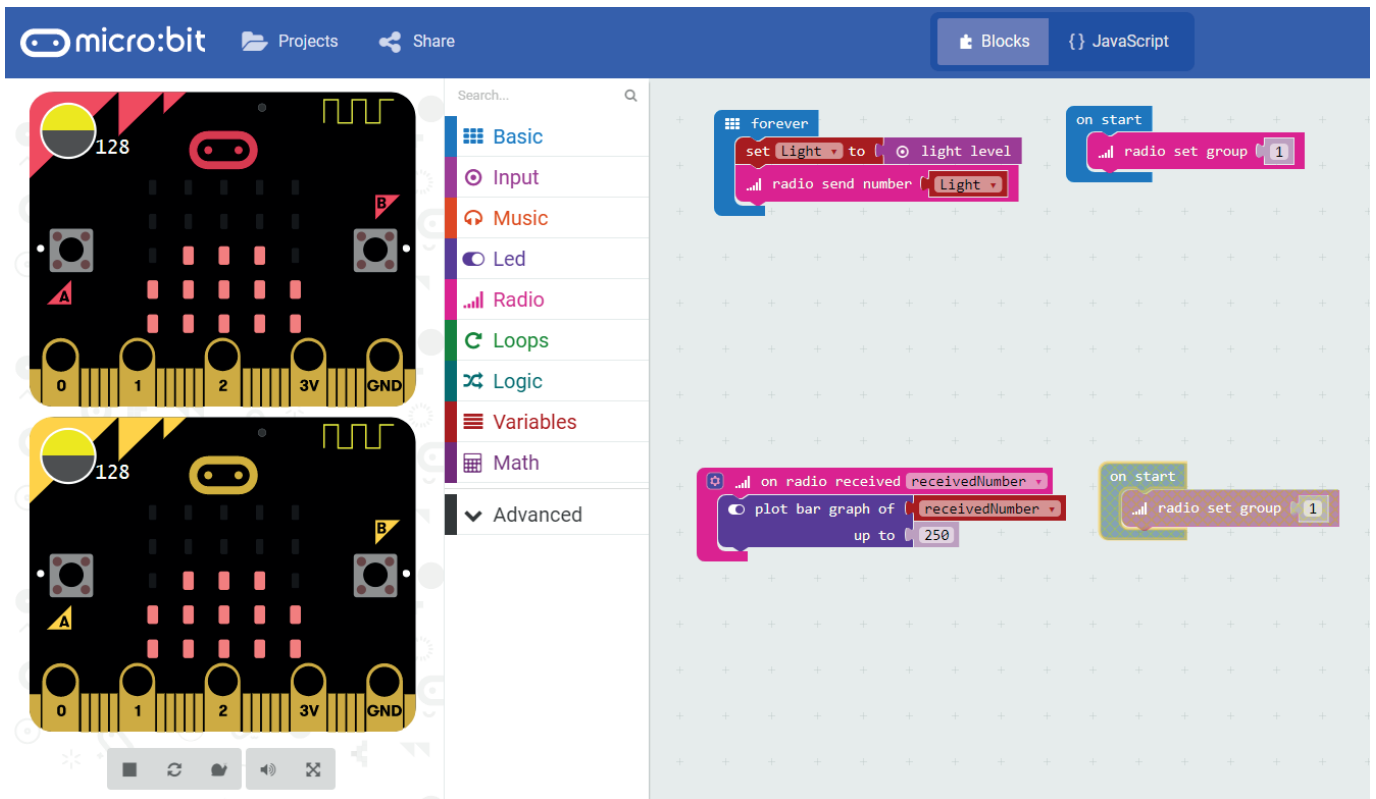 micro:bit Projects Share Blocks {} JavaScript
128
B
A
0 1 2 3V GND
128
B
A
0 1 2 3V GND
Search...
Basic
Input
Music
Led
Radio
Loops
Logic
Variables
Math
Advanced
forever
set Light to light level
radio send number Light
on start
radio set group 1
on radio received receivedNumber
plot bar graph of receivedNumber
up to 250
on start
radio set group 1